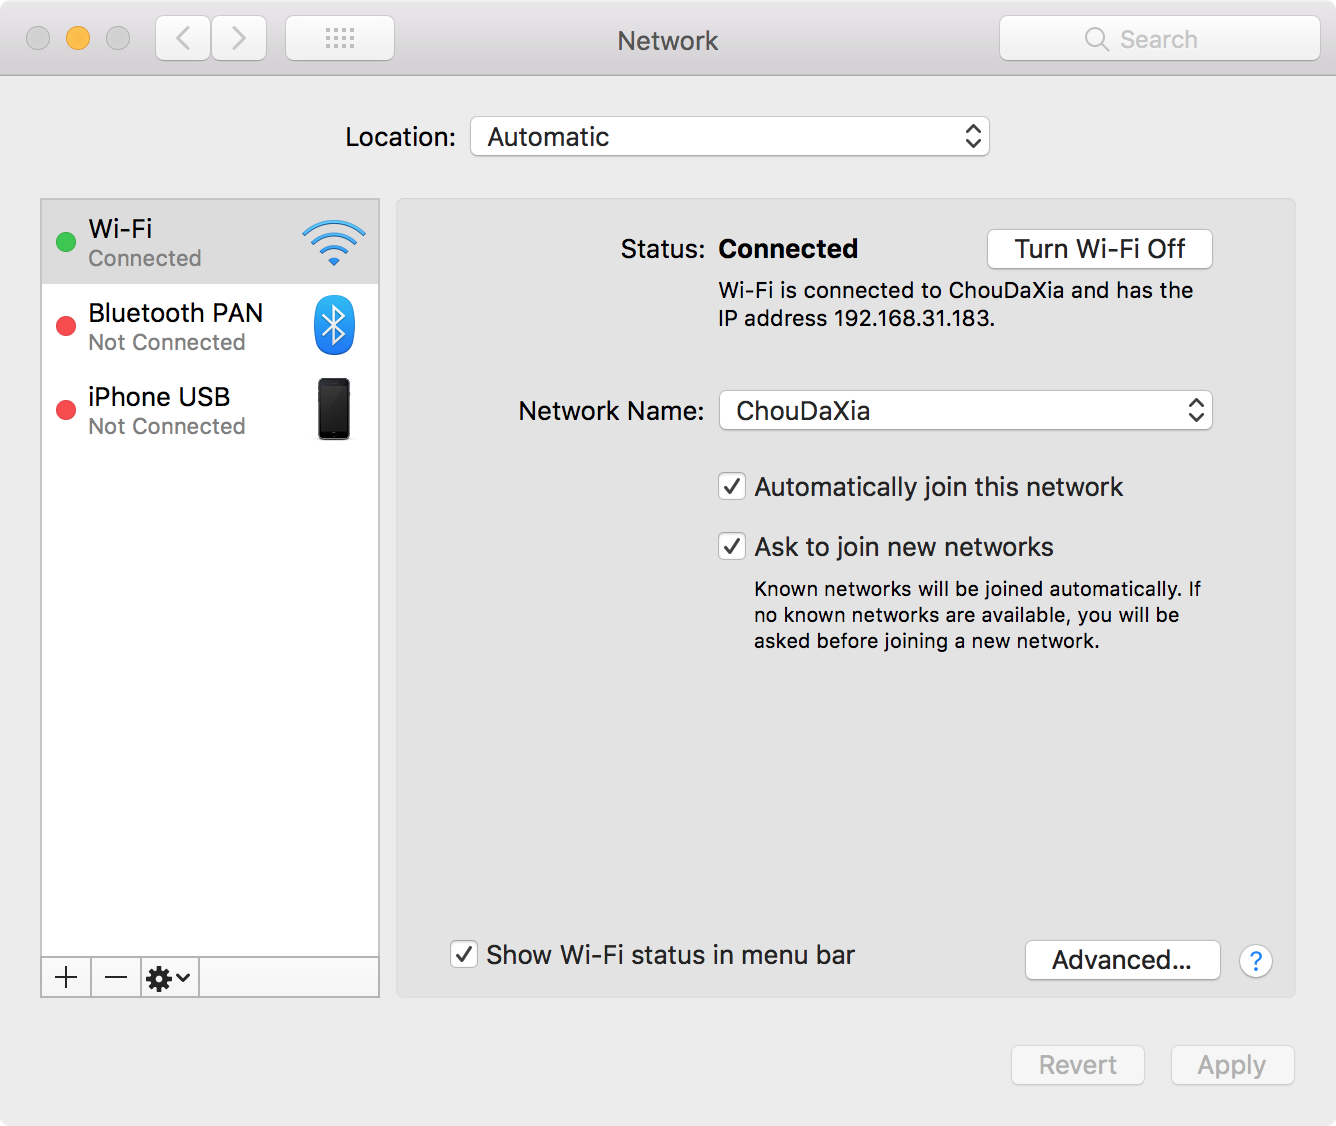 Network
Search
Location: Automatic
Wi-Fi
Connected
Bluetooth PAN
Not Connected
iPhone USB
Not Connected
Status: Connected
Turn Wi-Fi Off
Wi-Fi is connected to ChouDaXia and has the
IP address 192.168.31.183.
Network Name: ChouDaXia
Automatically join this network
Ask to join new networks
Known networks will be joined automatically. If
no known networks are available, you will be
asked before joining a new network.
Show Wi-Fi status in menu bar
Advanced...
?
Revert
Apply